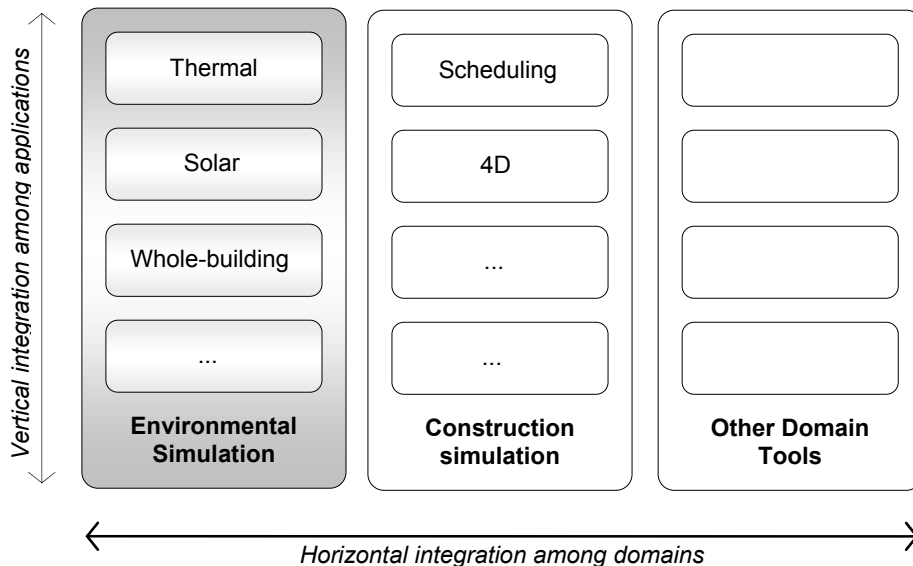 Vertical integration among applications
Thermal
Solar
Whole-building
...
Environmental
Simulation
Scheduling
4D
...
...
Construction
simulation
Other Domain
Tools
Horizontal integration among domains